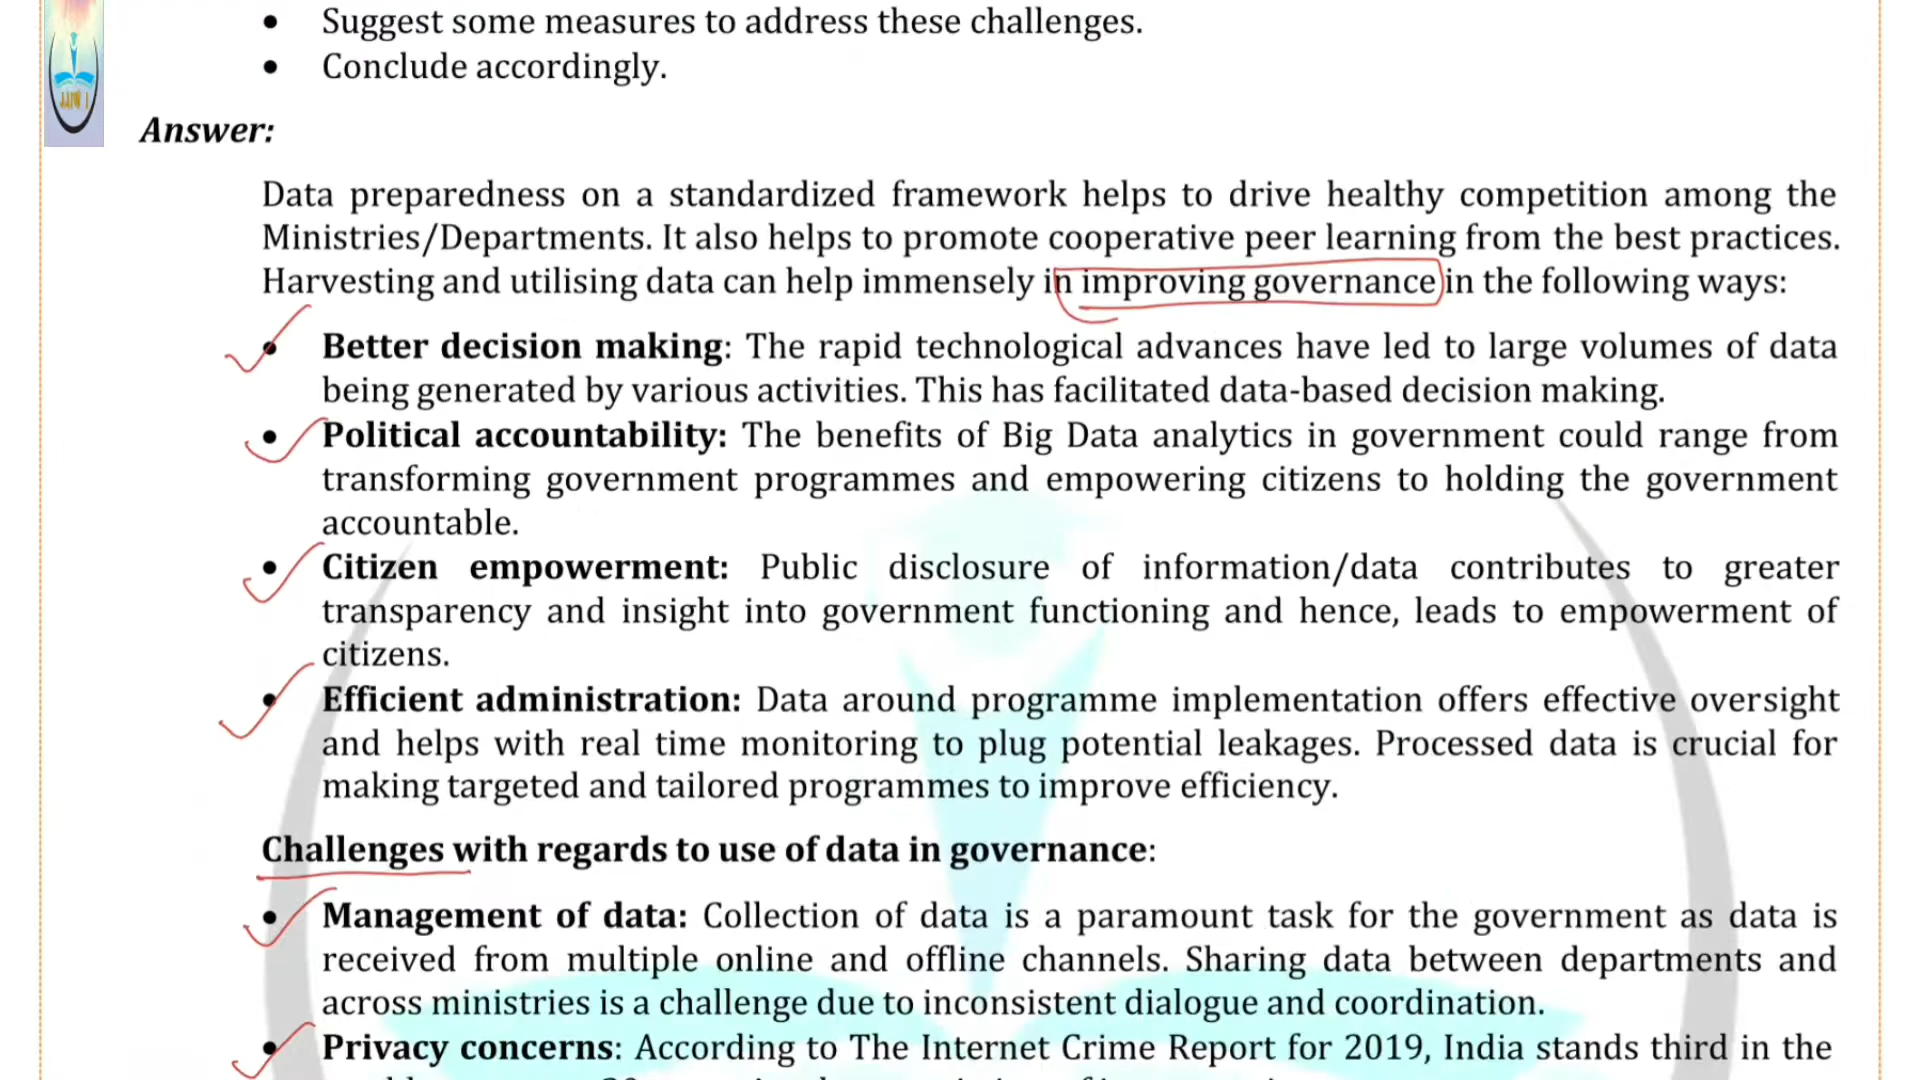 • Suggest some measures to address these challenges.
• Conclude accordingly.
Answer:
Data preparedness on a standardized framework helps to drive healthy competition among the
Ministries/Departments. It also helps to promote cooperative peer learning from the best practices.
Harvesting and utilising data can help immensely in improving governance in the following ways:
• Better decision making: The rapid technological advances have led to large volumes of data
being generated by various activities. This has facilitated data-based decision making.
• Political accountability: The benefits of Big Data analytics in government could range from
transforming government programmes and empowering citizens to holding the government
accountable.
• Citizen empowerment: Public disclosure of information/data contributes to greater
transparency and insight into government functioning and hence, leads to empowerment of
citizens.
• Efficient administration: Data around programme implementation offers effective oversight
and helps with real time monitoring to plug potential leakages. Processed data is crucial for
making targeted and tailored programmes to improve efficiency.
Challenges with regards to use of data in governance:
• Management of data: Collection of data is a paramount task for the government as data is
received from multiple online and offline channels. Sharing data between departments and
across ministries is a challenge due to inconsistent dialogue and coordination.
• Privacy concerns: According to The Internet Crime Report for 2019, India stands third in the